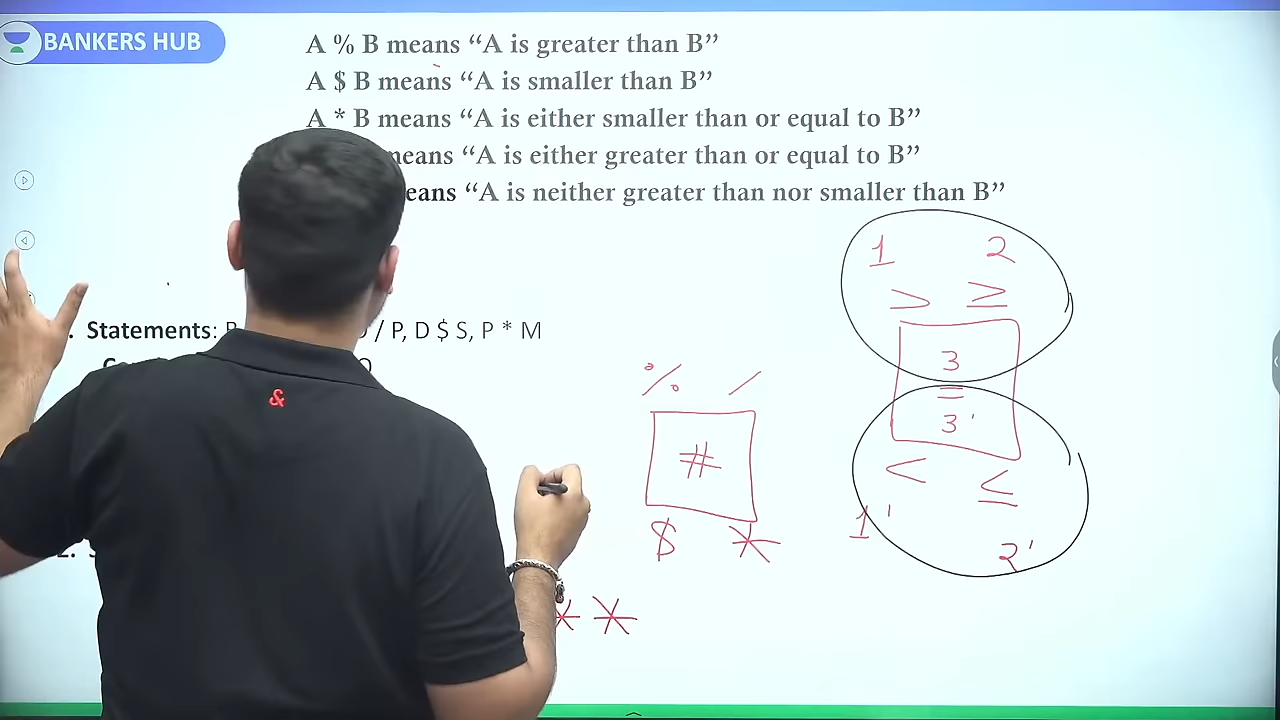 BANKERS HUB
A % B means “A is greater than B”
A $ B means “A is smaller than B”
A * B means “A is either smaller than or equal to B”
means “A is either greater than or equal to B”
eans “A is neither greater than nor smaller than B”
1 2
> ≥
. Statements: / P, D $ S, P * M
3
% /
=
3'
#
< ≤
1'
$ *
2'
* *
&